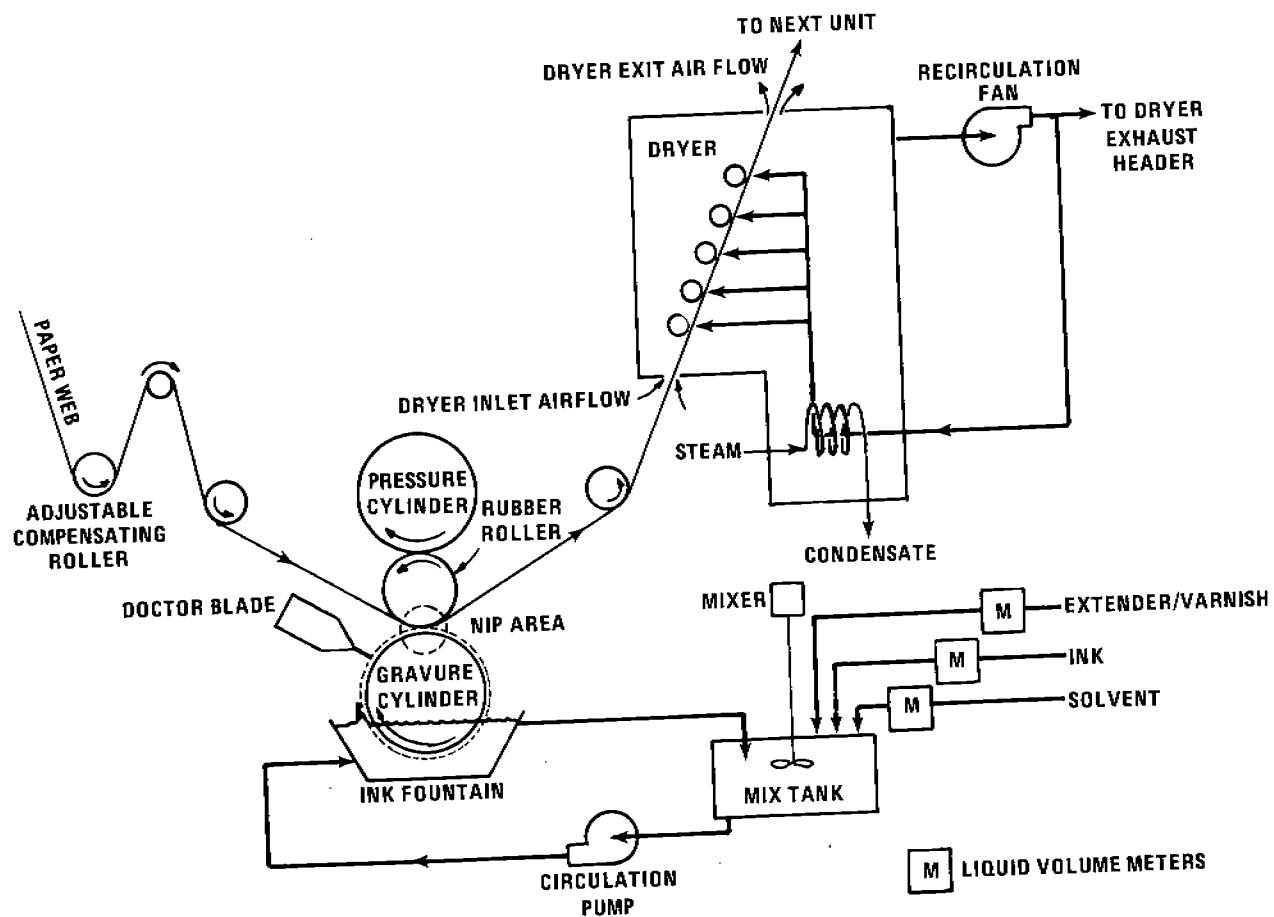 TO NEXT UNIT
DRYER EXIT AIR FLOW
RECIRCULATION
FAN
TO DRYER
EXHAUST
HEADER
DRYER
PAPER WEB
DRYER INLET AIRFLOW
STEAM
CONDENSATE
ADJUSTABLE
COMPENSATING
ROLLER
PRESSURE
CYLINDER
RUBBER
ROLLER
DOCTOR BLADE
NIP AREA
GRAVURE
CYLINDER
INK FOUNTAIN
MIXER
M
EXTENDER/VARNISH
M
INK
M
SOLVENT
MIX TANK
CIRCULATION
PUMP
M
LIQUID VOLUME METERS